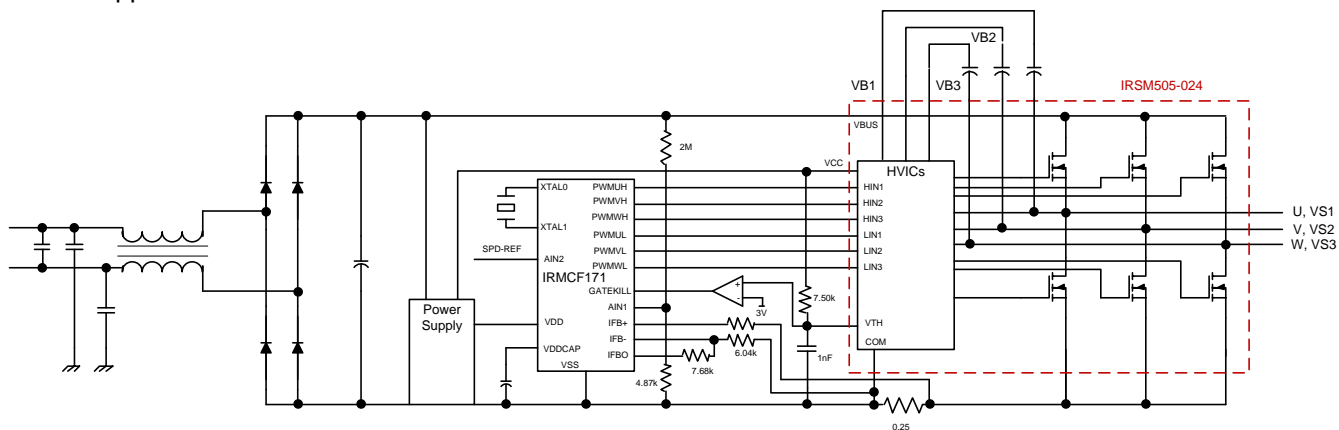 VB2
VB1
VB3
IRSM505-024
VBUS
2M
VCC
HVICs
XTAL0
PWMUH
HIN1
PWMVH
HIN2
PWMWH
HIN3
U, VS1
XTAL1
PWMUL
LIN1
V, VS2
SPD-REF
PWMVL
LIN2
W, VS3
AIN2
PWMWL
LIN3
IRMCF171
GATEKILL
+
-
3V
7.50k
Power
Supply
AIN1
VDD
IFB+
VTH
IFB-
6.04k
COM
VDDCAP
IFBO
7.68k
1nF
VSS
4.87k
0.25